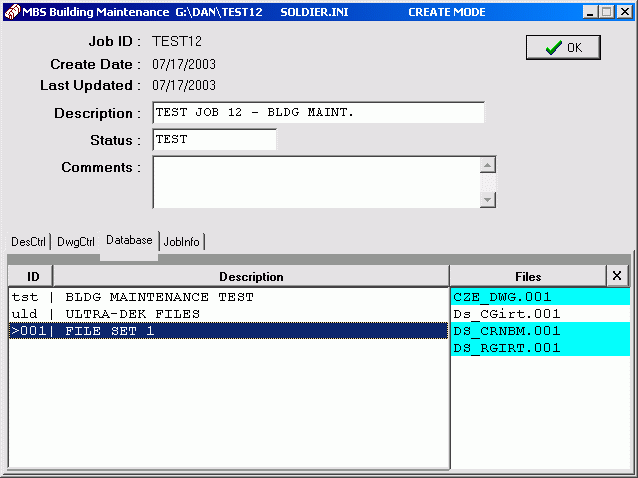 MBS Building Maintenance G:\DAN\TEST12 SOLDIER.INI CREATE MODE
Job ID : TEST12
OK
Create Date : 07/17/2003
Last Updated : 07/17/2003
Description : TEST JOB 12 - BLDG MAINT.
Status : TEST
Comments :
DesCtrl DwgCtrl Database JobInfo
ID Description Files X
tst | BLDG MAINTENANCE TEST CZE_DWG.001
uld | ULTRA-DEK FILES Ds_CGirt.001
>001| FILE SET 1 DS_CRNBM.001
DS_RGIRT.001